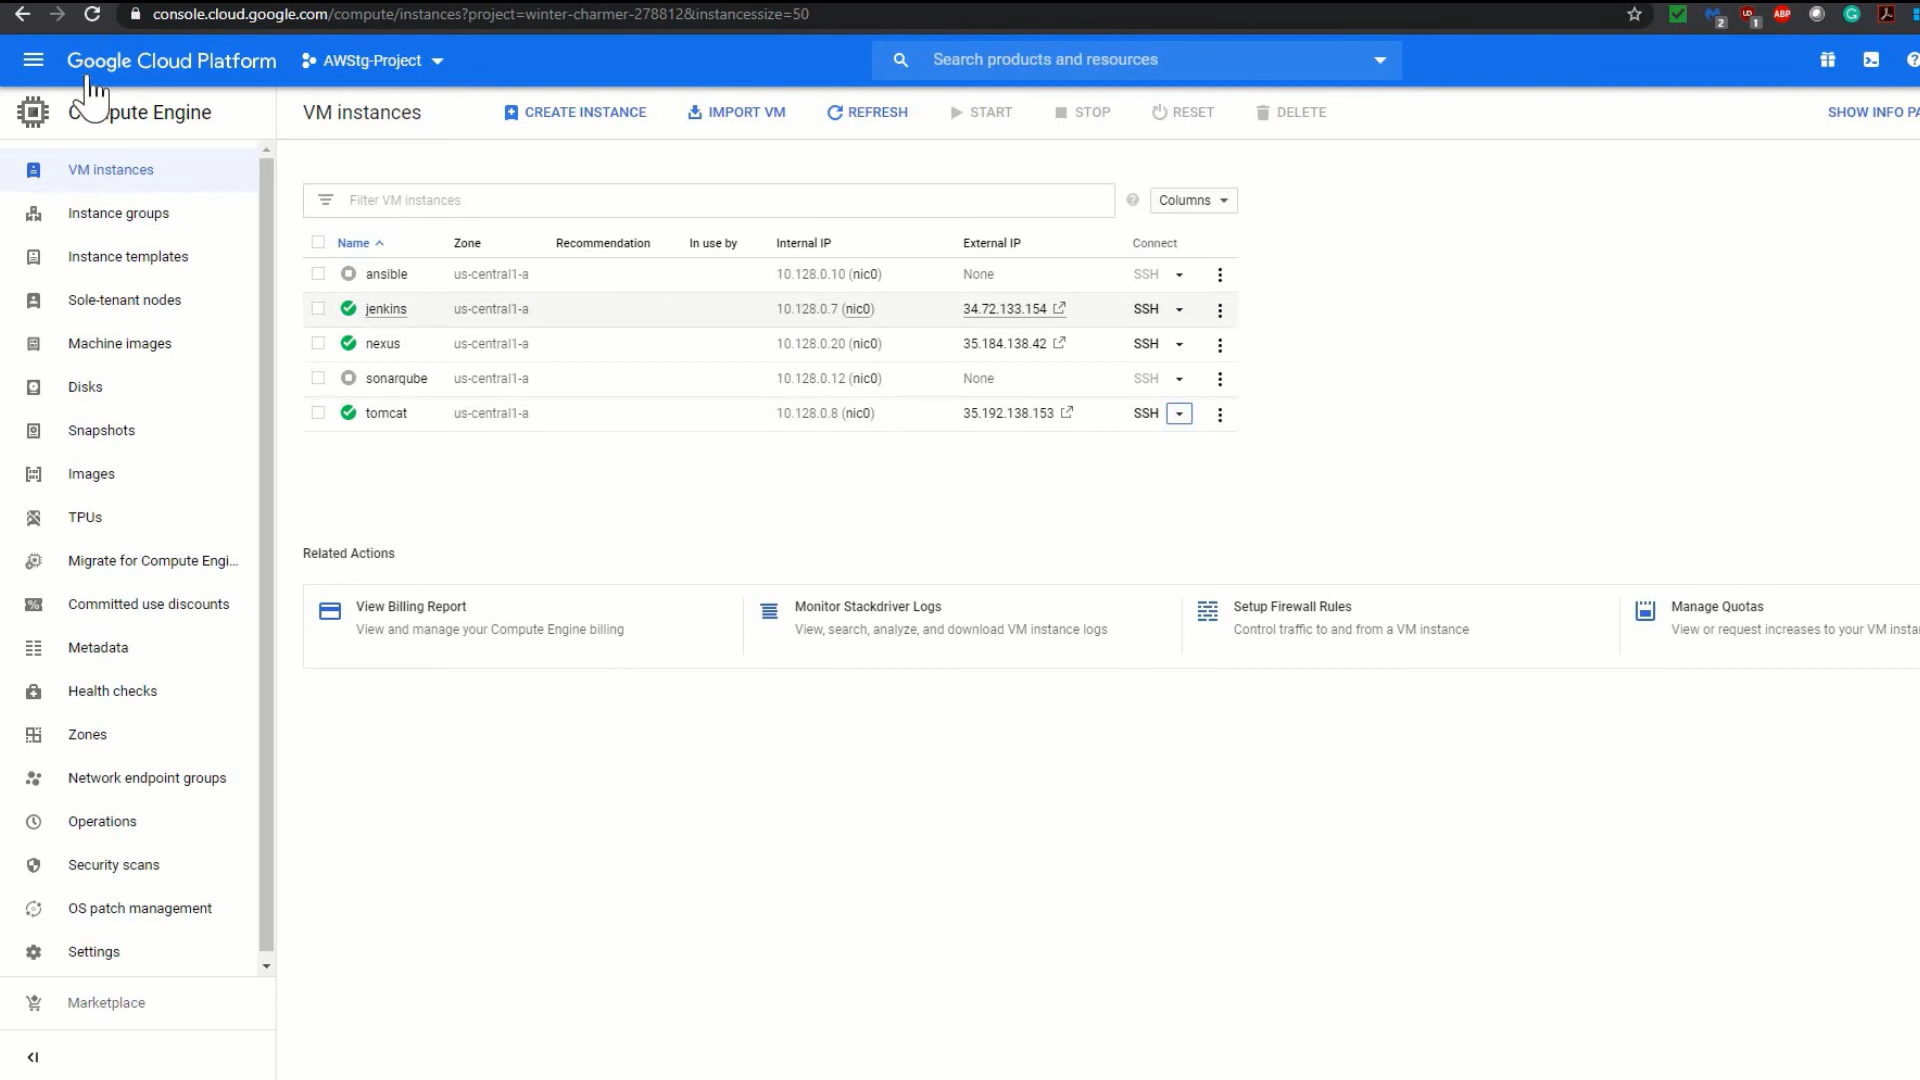 console.cloud.google.com/compute/instances?project=winter-charmer-278812&instancessize=50
2
UD
1
ABP
Google Cloud Platform
AWStg-Project
Search products and resources
pute Engine
VM instances
CREATE INSTANCE
IMPORT VM
REFRESH
START
STOP
RESET
DELETE
SHOW INFO PA
VM instances
Instance groups
Instance templates
Sole-tenant nodes
Machine images
Disks
Snapshots
Images
TPUs
Migrate for Compute Engi...
Committed use discounts
Metadata
Health checks
Zones
Network endpoint groups
Operations
Security scans
OS patch management
Settings
Marketplace
Filter VM instances
Columns
Name Zone Recommendation In use by Internal IP External IP Connect
ansible us-central1-a 10.128.0.10 (nic0) None SSH
jenkins us-central1-a 10.128.0.7 (nic0) 34.72.133.154 SSH
nexus us-central1-a 10.128.0.20 (nic0) 35.184.138.42 SSH
sonarqube us-central1-a 10.128.0.12 (nic0) None SSH
tomcat us-central1-a 10.128.0.8 (nic0) 35.192.138.153 SSH
Related Actions
View Billing Report
View and manage your Compute Engine billing
Monitor Stackdriver Logs
View, search, analyze, and download VM instance logs
Setup Firewall Rules
Control traffic to and from a VM instance
Manage Quotas
View or request increases to your VM insta